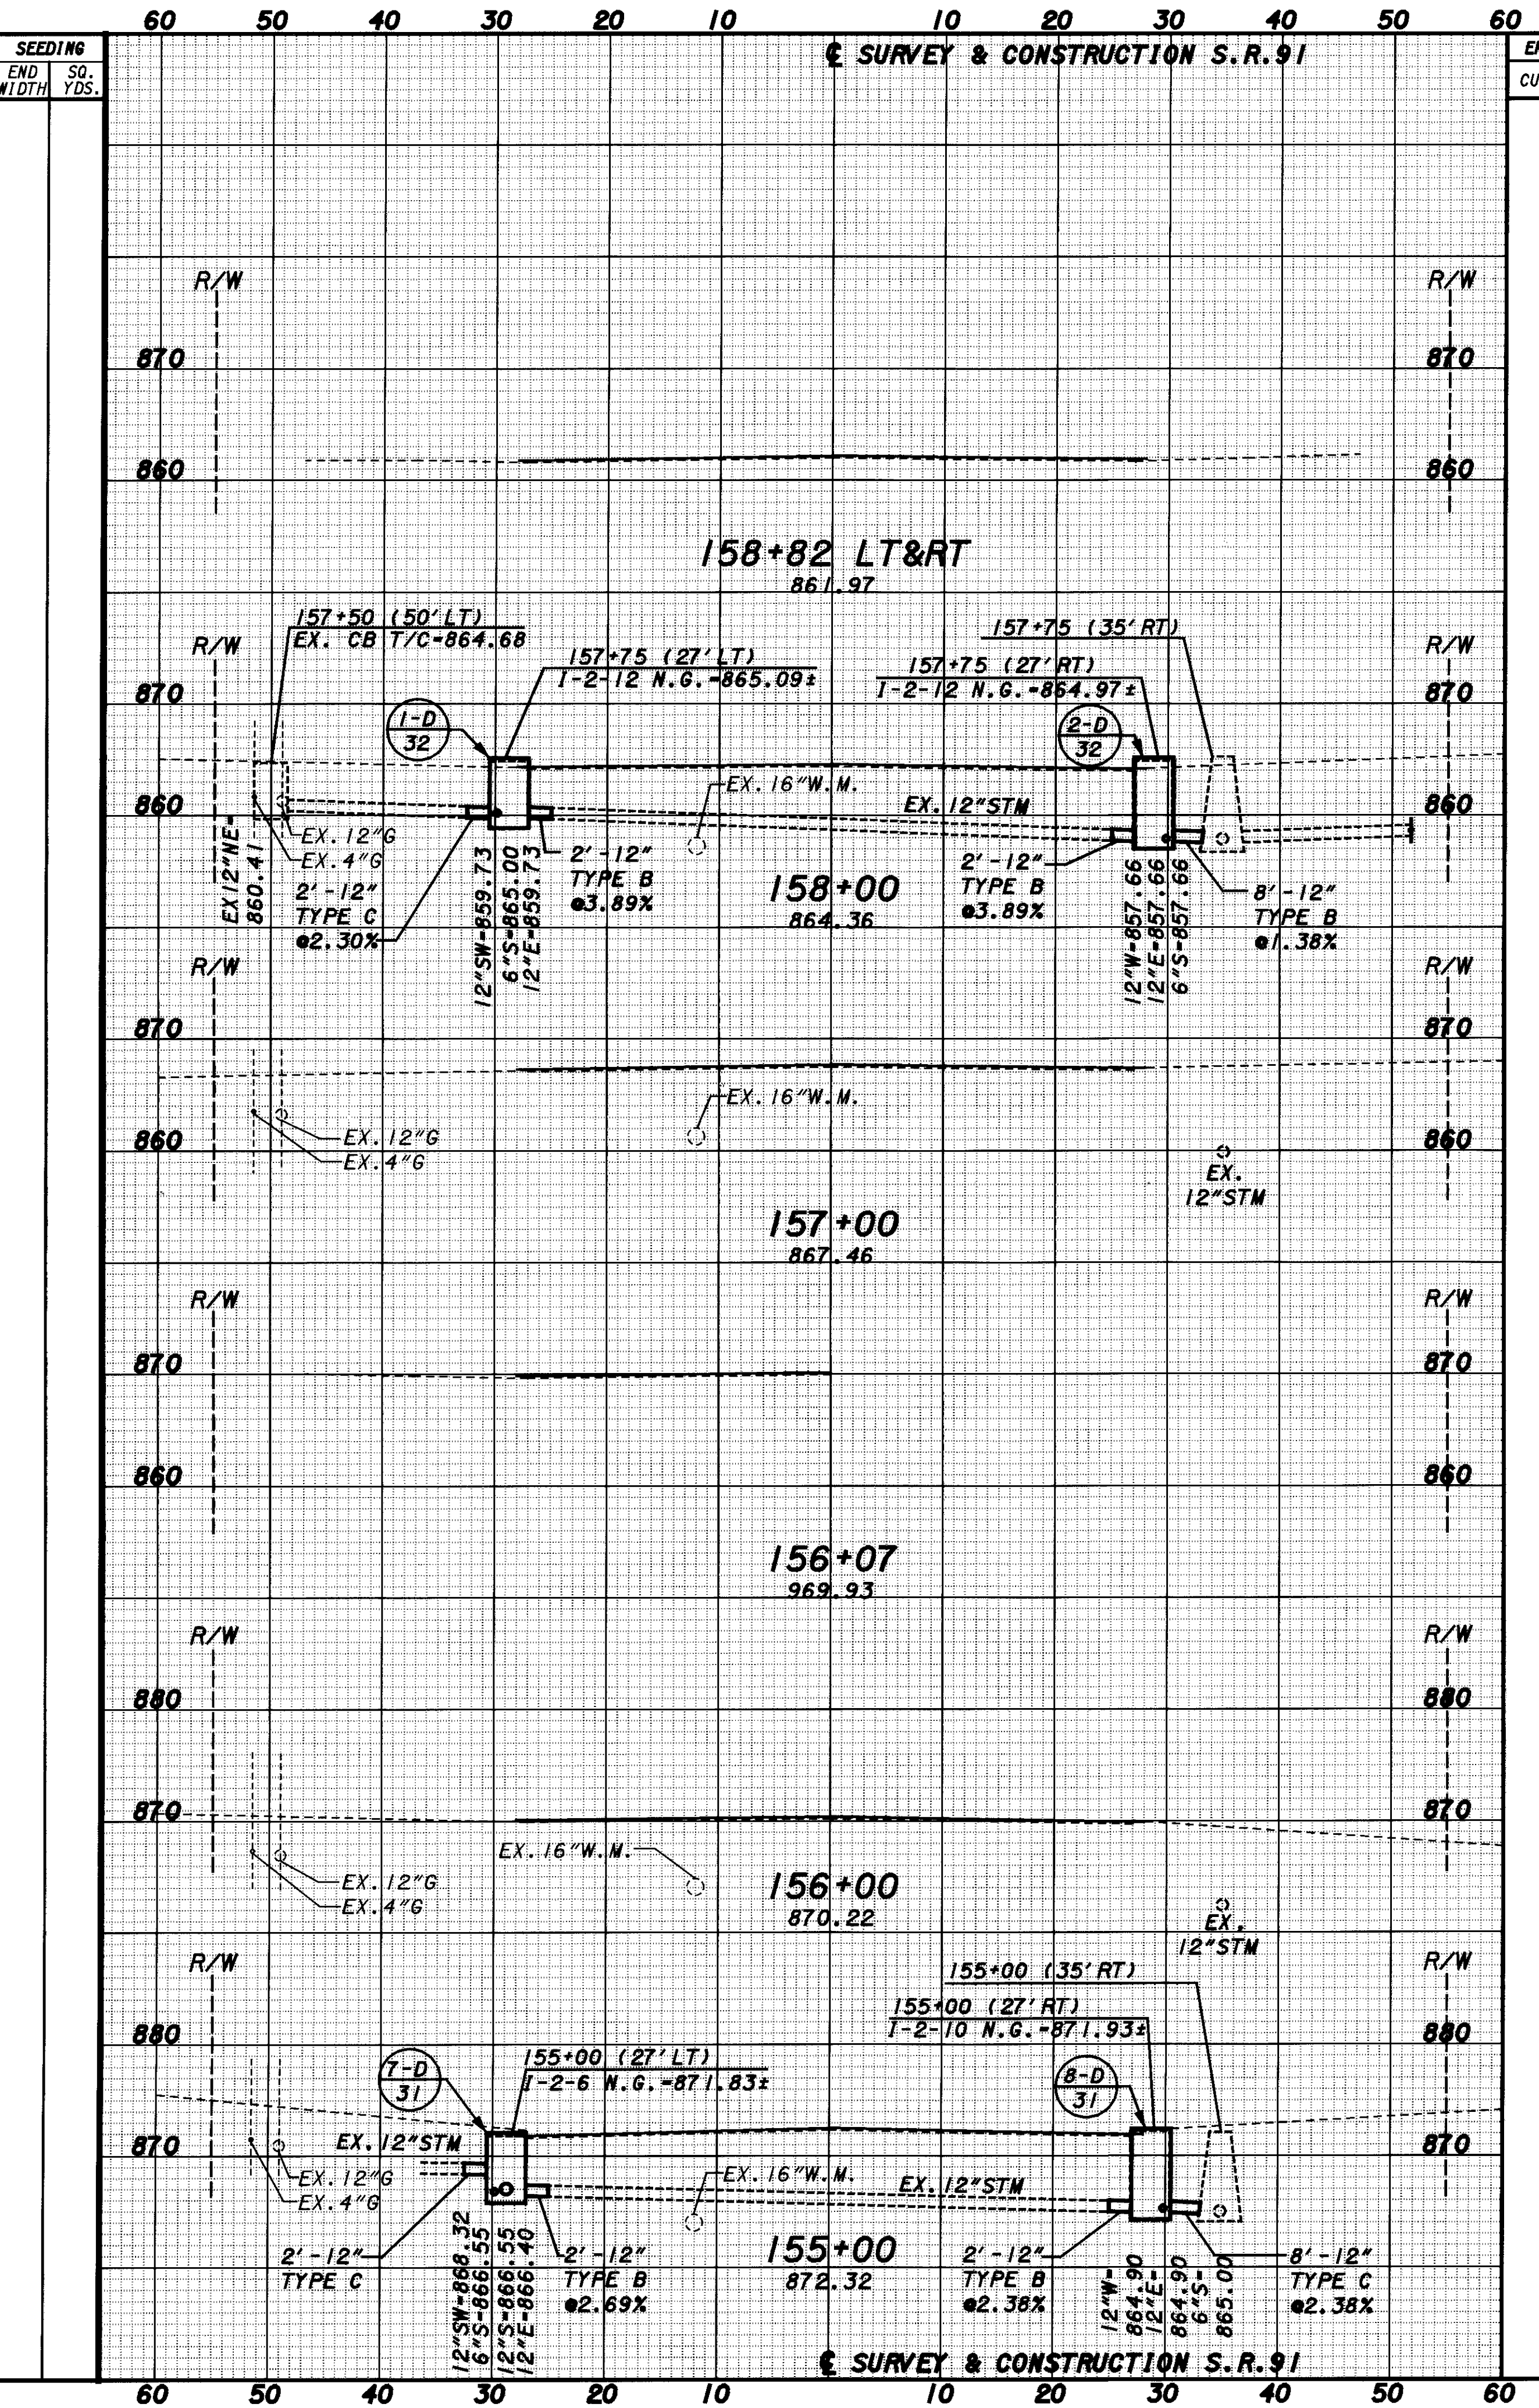 60 50 40 30 20 10 10 20 30 40 50 60
SEEDING
END WIDTH
SQ. YDS.
℄ SURVEY & CONSTRUCTION S.R.91
R/W R/W
870 870
860 860
158+82 LT&RT
861.97
157+50 (50' LT)
EX. CB T/C=864.68
157+75 (27' LT)
I-2-12 N.G.=865.09±
157+75 (35' RT)
157+75 (27' RT)
I-2-12 N.G.=864.97±
R/W R/W
870 870
1-D
32
2-D
32
EX. 16"W.M.
EX. 12"STM
860 860
EX. 12"G
EX. 4"G
EX 12"NE=
860.41
2'-12"
TYPE C
@2.30%
12"SW=859.73
6"S=865.00
12"E=859.73
2'-12"
TYPE B
@3.89%
158+00
864.36
2'-12"
TYPE B
@3.89%
12"W=857.66
12"E=857.66
6"S=857.66
8'-12"
TYPE B
@1.38%
R/W R/W
870 870
EX. 16"W.M.
860 860
EX. 12"G
EX. 4"G
EX.
12"STM
157+00
867.46
R/W R/W
870 870
860 860
156+07
969.93
R/W R/W
880 880
870 870
EX. 16"W.M.
EX. 12"G
EX. 4"G
156+00
870.22
EX.
12"STM
R/W R/W
155+00 (35' RT)
155+00 (27' RT)
I-2-10 N.G.=871.93±
880 880
155+00 (27' LT)
I-2-6 N.G.=871.83±
7-D
31
8-D
31
870 870
EX. 12"STM
EX. 12"G
EX. 4"G
EX. 16"W.M.
EX. 12"STM
2'-12"
TYPE C
12"SW=868.32
6"S=866.55
12"S=866.55
12"E=866.40
2'-12"
TYPE B
@2.69%
155+00
872.32
2'-12"
TYPE B
@2.38%
12"W=
864.90
12"E=
864.90
6"S=
865.00
8'-12"
TYPE C
@2.38%
℄ SURVEY & CONSTRUCTION S.R.91
60 50 40 30 20 10 10 20 30 40 50 60